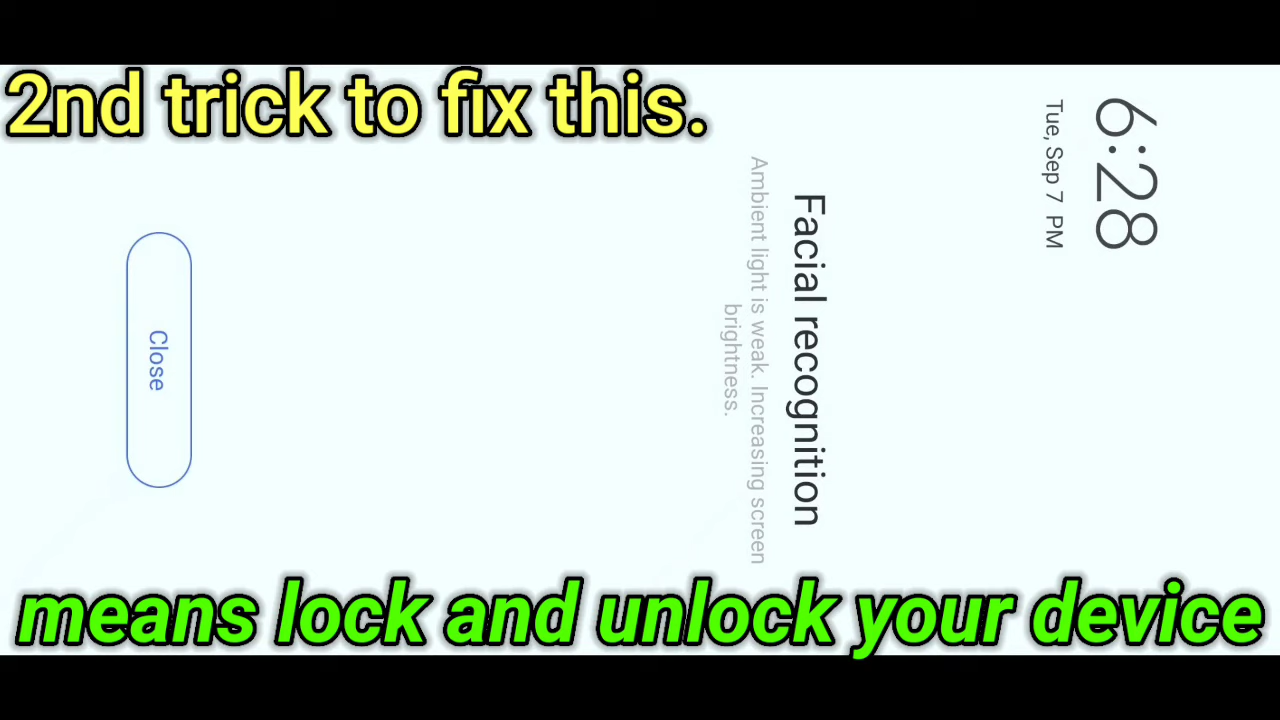 2nd trick to fix this.
6:28
Tue, Sep 7 PM
Facial recognition
Ambient light is weak. Increasing screen
brightness.
Close
means lock and unlock your device